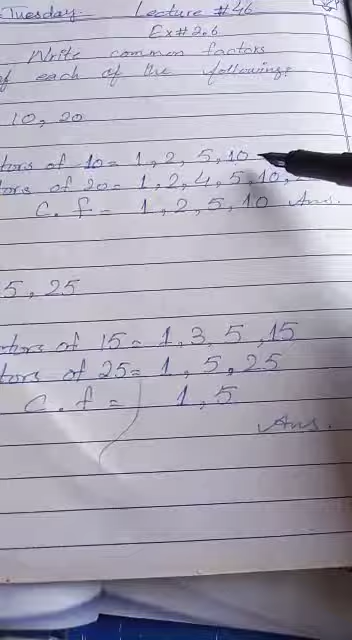 Tuesday. Lecture #46
Ex#2.6
Write common factors
of each of the following:
10, 20
tors of 10 = 1, 2, 5, 10
tors of 20 = 1, 2, 4, 5, 10,
C.f = 1, 2, 5, 10 Ans.
5, 25
tors of 15 = 1, 3, 5, 15
tors of 25 = 1, 5, 25
C.f = 1, 5
Ans.